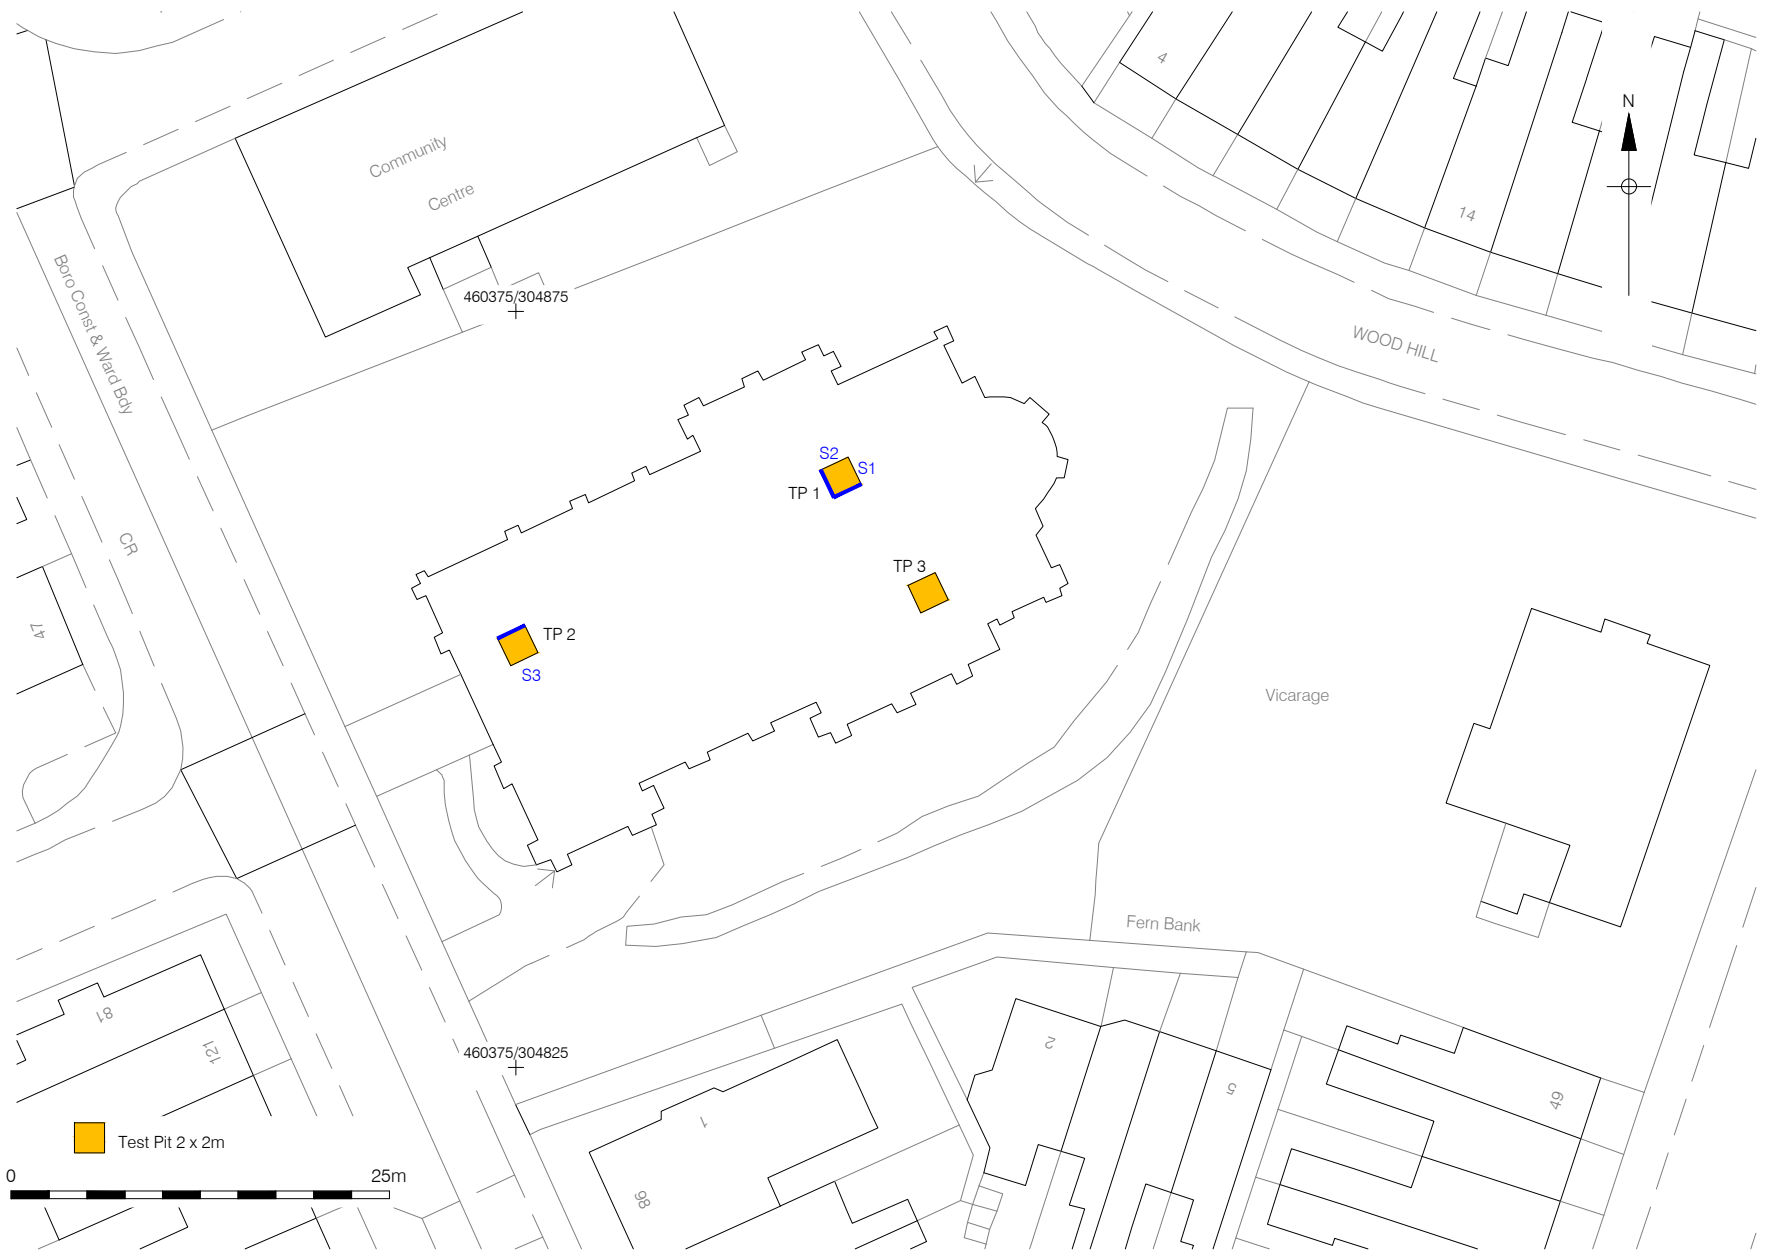 4
N
Community
Centre
14
Boro Const & Ward Bdy
460375/304875
WOOD HILL
S2
S1
TP 1
CR
TP 3
47
TP 2
S3
Vicarage
Fern Bank
81
121
2
460375/304825
5
49
1
Test Pit 2 x 2m
0
25m
98